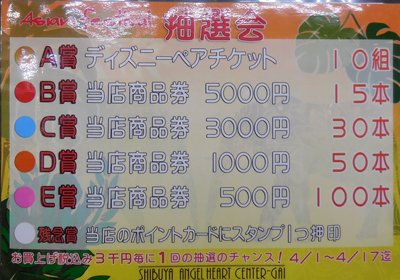 Asian Festival 抽選会
A賞 ディズニーペアチケット 10組
B賞 当店商品券 5000円 15本
C賞 当店商品券 3000円 30本
D賞 当店商品券 1000円 50本
E賞 当店商品券 500円 100本
残念賞 当店のポイントカードにスタンプ1つ押印
お買上げ税込み3千円毎に1回の抽選のチャンス! 4/1~4/17迄
SHIBUYA ANGELHEART CENTER-GAI